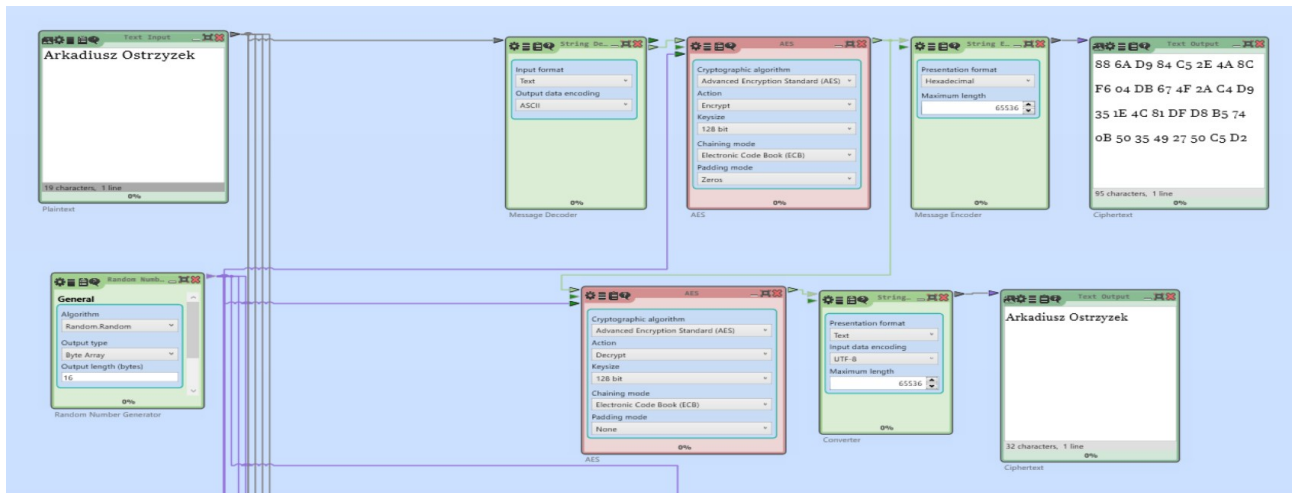 Text Input
Arkadiusz Ostrzyzek
19 characters, 1 line
0%
Plaintext
String De...
Input format
Text
Output data encoding
ASCII
0%
Message Decoder
AES
Cryptographic algorithm
Advanced Encryption Standard (AES)
Action
Encrypt
Keysize
128 bit
Chaining mode
Electronic Code Book (ECB)
Padding mode
Zeros
0%
AES
String E...
Presentation format
Hexadecimal
Maximum length
65536
0%
Message Encoder
Text Output
88 6A D9 84 C5 2E 4A 8C
F6 04 DB 67 4F 2A C4 D9
35 1E 4C 81 DF D8 B5 74
0B 50 35 49 27 50 C5 D2
95 characters, 1 line
0%
Ciphertext
Random Numb...
General
Algorithm
Random.Random
Output type
Byte Array
Output length (bytes)
16
0%
Random Number Generator
AES
Cryptographic algorithm
Advanced Encryption Standard (AES)
Action
Decrypt
Keysize
128 bit
Chaining mode
Electronic Code Book (ECB)
Padding mode
None
0%
AES
String...
Presentation format
Text
Input data encoding
UTF-8
Maximum length
65536
0%
Converter
Text Output
Arkadiusz Ostrzyzek
32 characters, 1 line
0%
Ciphertext